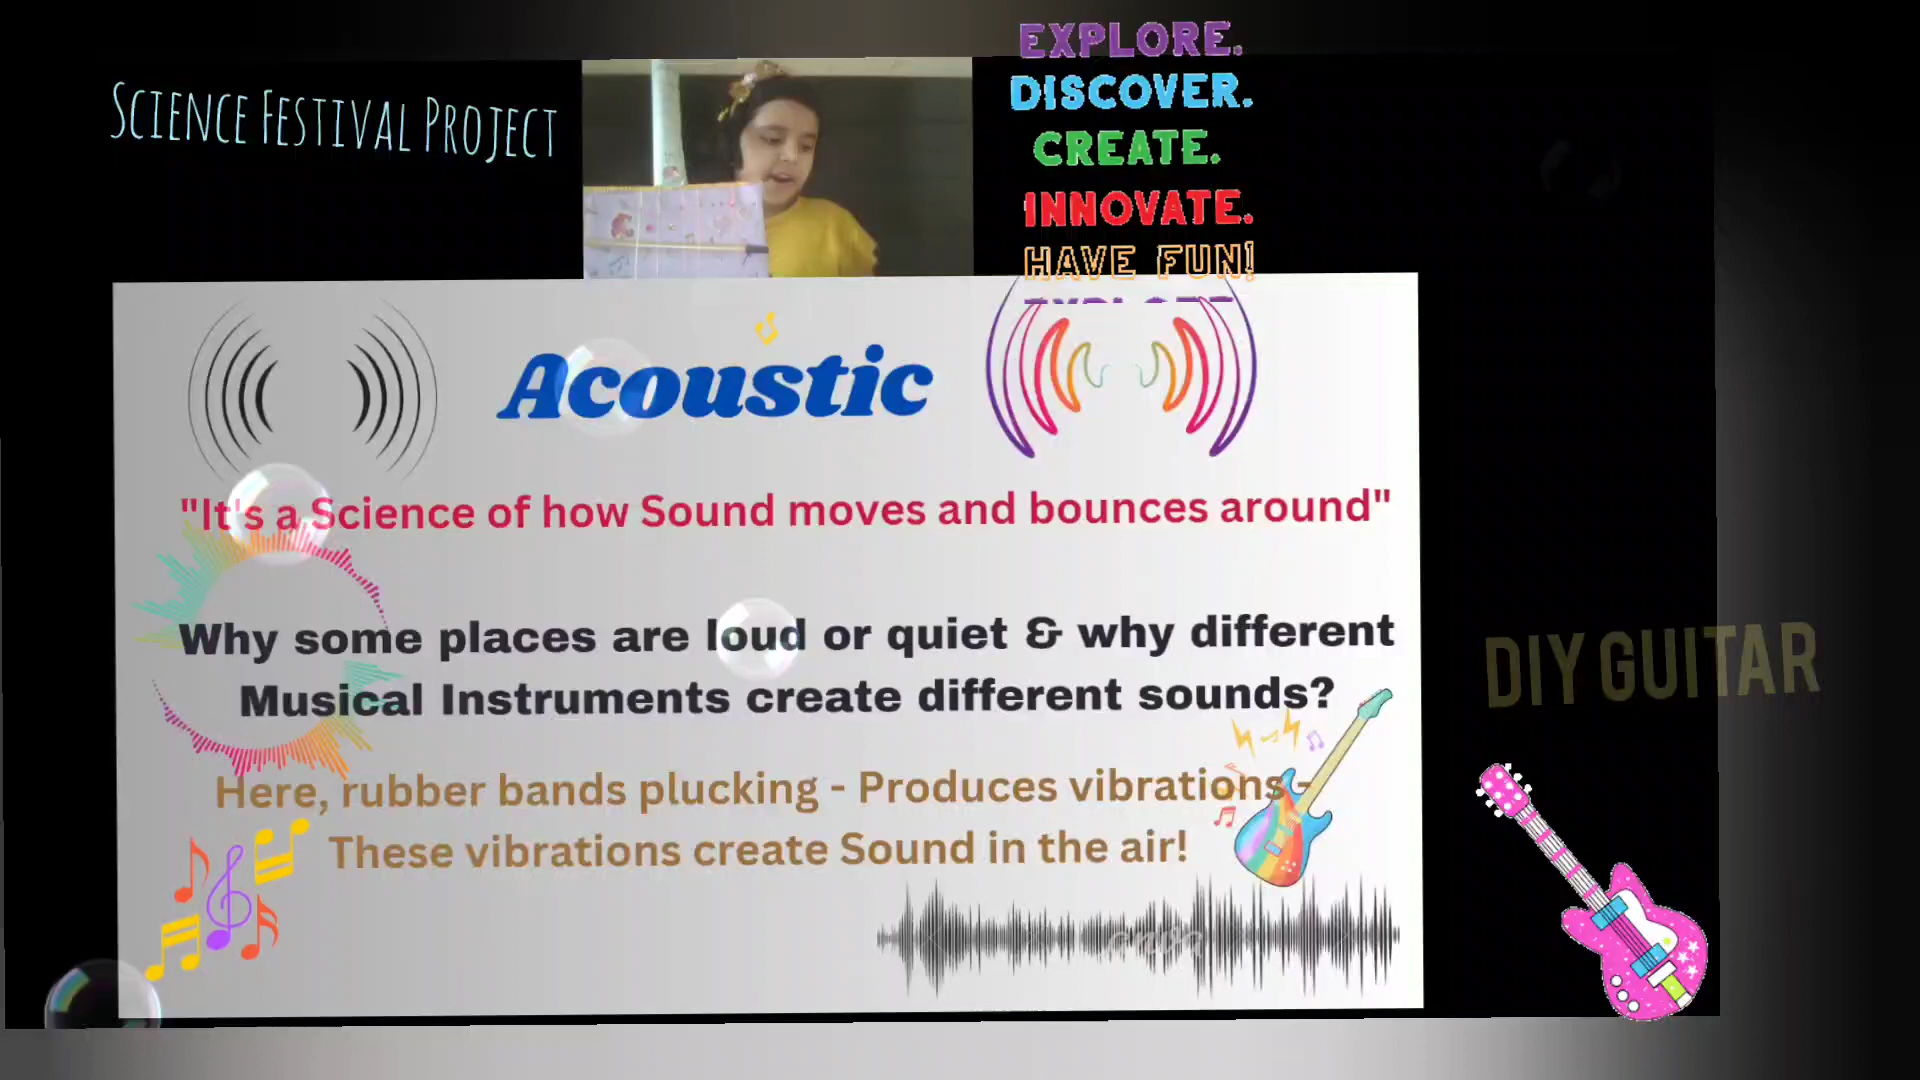 SCIENCE FESTIVAL PROJECT
EXPLORE.
DISCOVER.
CREATE.
INNOVATE.
HAVE FUN!
Acoustic
"It's a Science of how Sound moves and bounces around"
Why some places are loud or quiet & why different
Musical Instruments create different sounds?
Here, rubber bands plucking - Produces vibrations -
These vibrations create Sound in the air!
DIY GUITAR